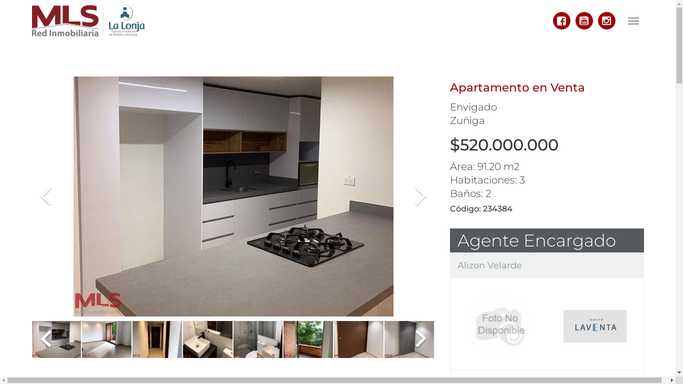 MLS
Red Inmobiliaria
La Lonja
Apartamento en Venta
Envigado
Zuñiga
$520.000.000
Área: 91.20 m2
Habitaciones: 3
Baños: 2
Código: 234384
MLS
Agente Encargado
Alizon Velarde
Foto No
Disponible
LAVENTA